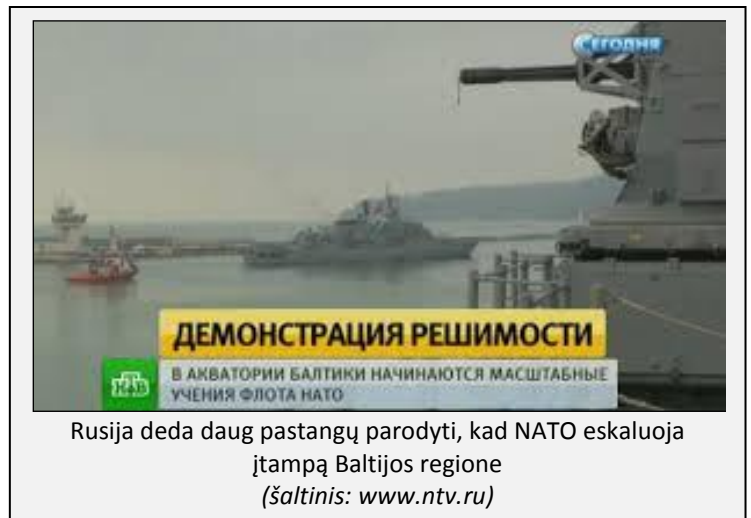 СЕГОДНЯ
ДЕМОНСТРАЦИЯ РЕШИМОСТИ
НТВ
В АКВАТОРИИ БАЛТИКИ НАЧИНАЮТСЯ МАСШТАБНЫЕ
УЧЕНИЯ ФЛОТА НАТО
Rusija deda daug pastangų parodyti, kad NATO eskaluoja
įtampą Baltijos regione
(šaltinis: www.ntv.ru)